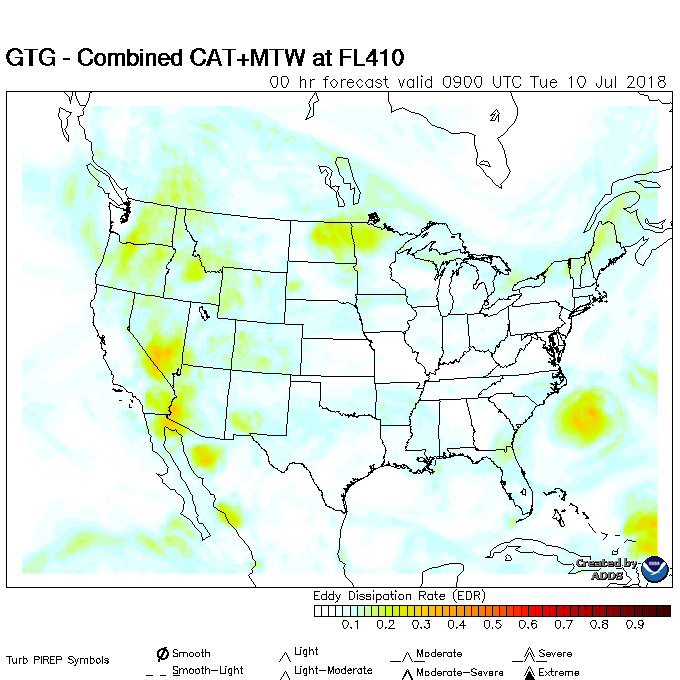 GTG - Combined CAT+MTW at FL410
00 hr forecast valid 0900 UTC Tue 10 Jul 2018
Created by
ADDS
Eddy Dissipation Rate (EDR)
0.1 0.2 0.3 0.4 0.5 0.6 0.7 0.8 0.9
Turb PIREP Symbols
Smooth Light Moderate Severe
Smooth-Light Light-Moderate Moderate-Severe Extreme